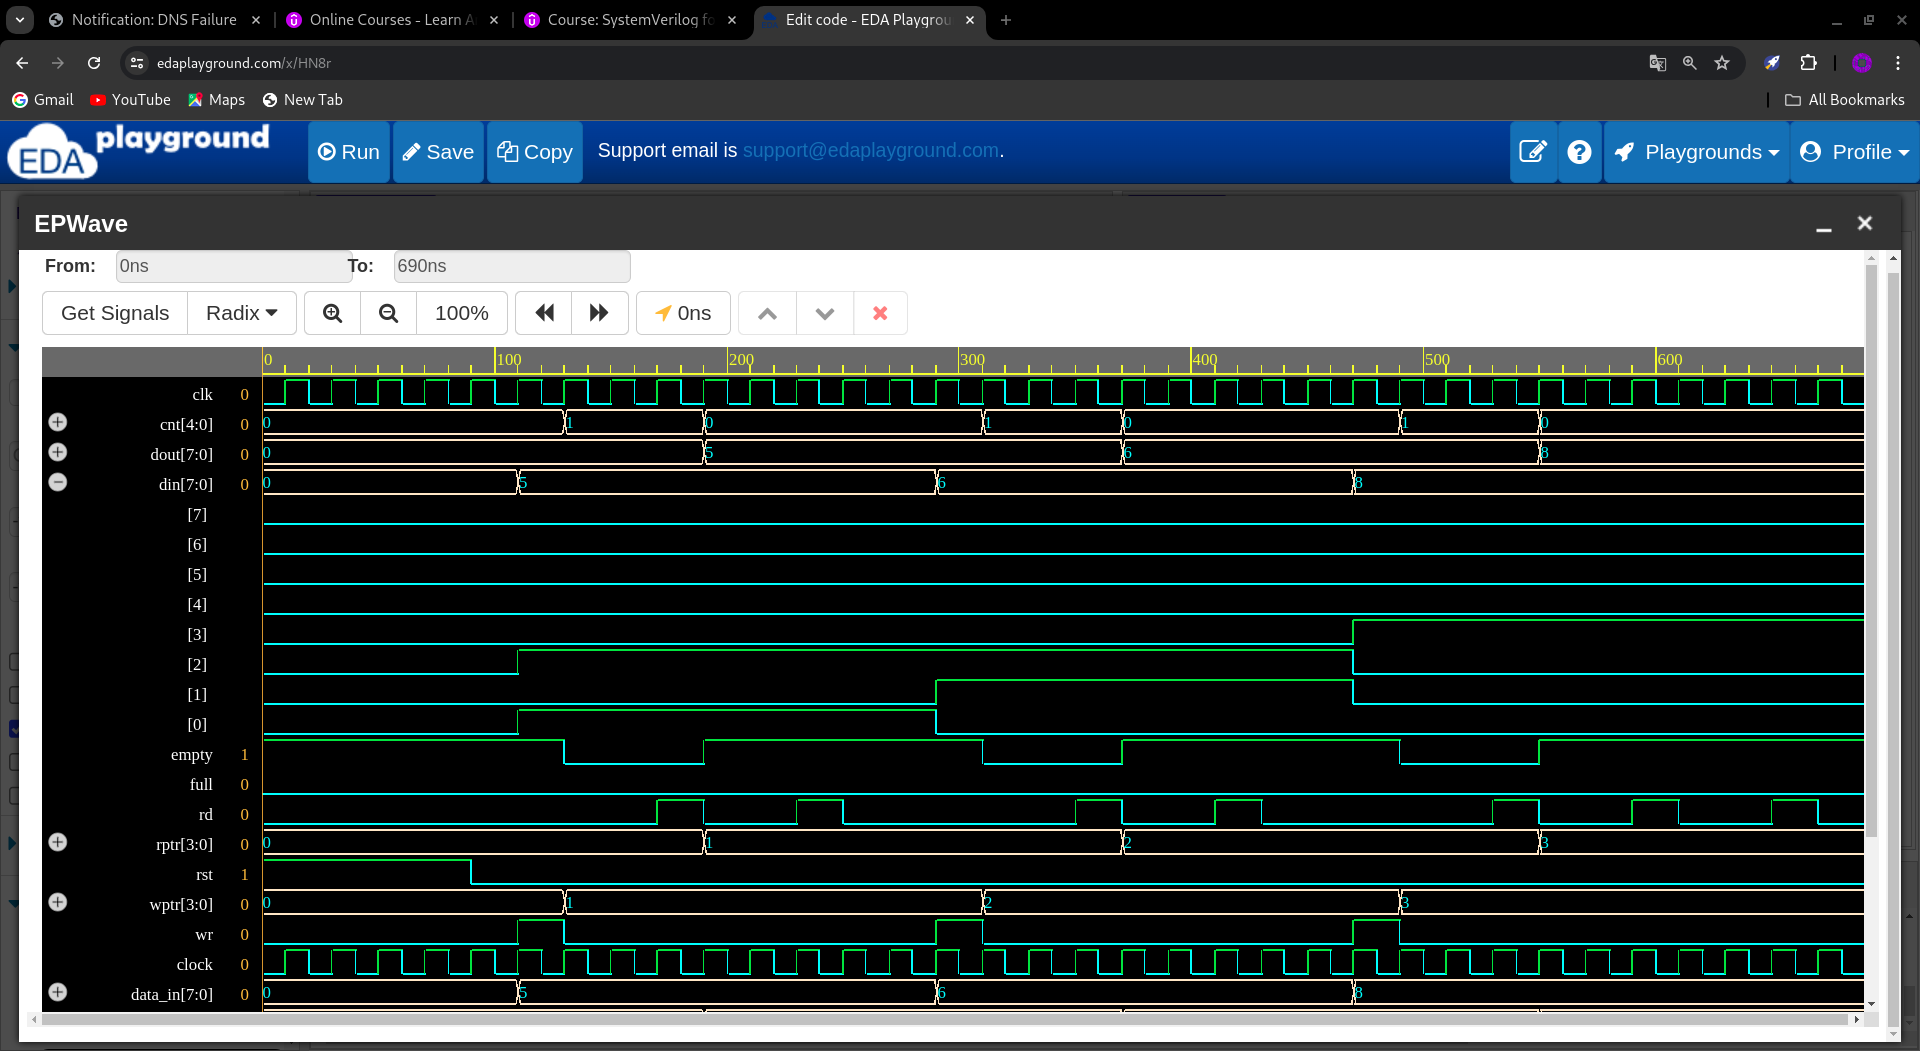 Notification: DNS Failure
Online Courses - Learn A
Course: SystemVerilog fo
Edit code - EDA Playgrou
edaplayground.com/x/HN8r
Gmail
YouTube
Maps
New Tab
All Bookmarks
EDA playground
Run
Save
Copy
Support email is support@edaplayground.com.
Playgrounds
Profile
EPWave
From: 0ns To: 690ns
Get Signals
Radix
100%
0ns
0 100 200 300 400 500 600
clk 0
cnt[4:0] 0 0 1 0 1 0 1 0
dout[7:0] 0 0 5 6 8
din[7:0] 0 0 5 6 8
[7]
[6]
[5]
[4]
[3]
[2]
[1]
[0]
empty 1
full 0
rd 0
rptr[3:0] 0 0 1 2 3
rst 1
wptr[3:0] 0 0 1 2 3
wr 0
clock 0
data_in[7:0] 0 0 5 6 8